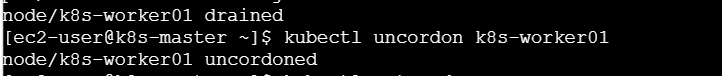 node/k8s-worker01 drained
[ec2-user@k8s-master ~]$ kubectl uncordon k8s-worker01
node/k8s-worker01 uncordoned